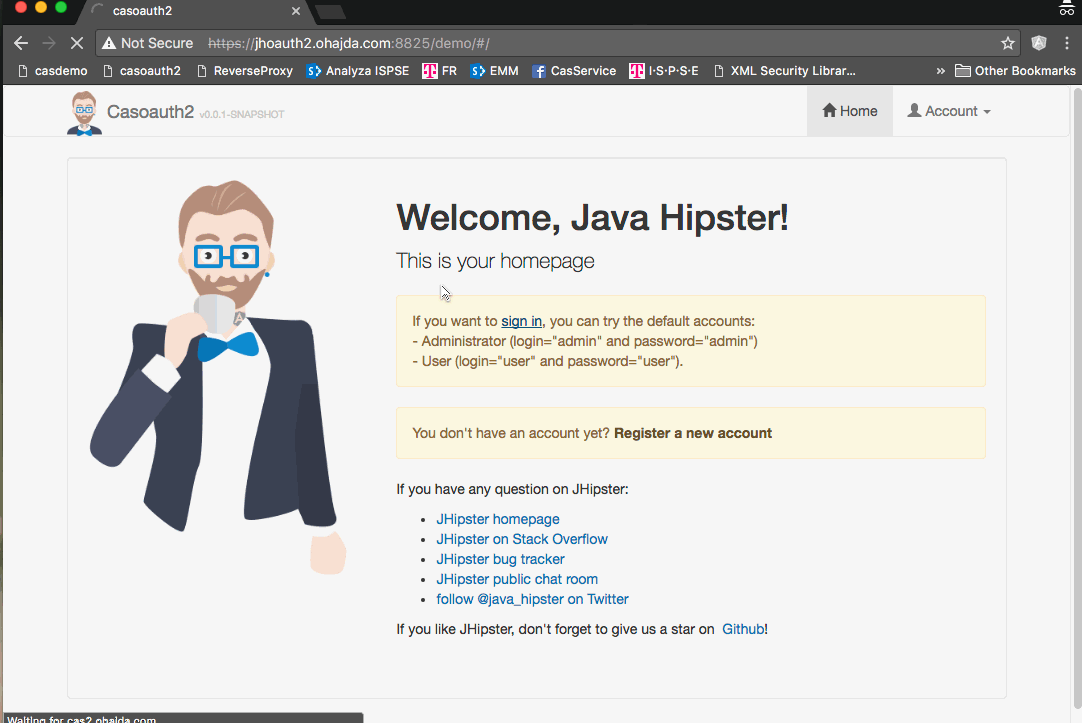 casoauth2
Not Secure https://jhoauth2.ohajda.com:8825/demo/#/
casdemo casoauth2 ReverseProxy Analyza ISPSE FR EMM CasService I·S·P·S·E XML Security Librar... » Other Bookmarks
Casoauth2 v0.0.1-SNAPSHOT Home Account
Welcome, Java Hipster!
This is your homepage
If you want to sign in, you can try the default accounts:
- Administrator (login="admin" and password="admin")
- User (login="user" and password="user").
You don't have an account yet? Register a new account
If you have any question on JHipster:
• JHipster homepage
• JHipster on Stack Overflow
• JHipster bug tracker
• JHipster public chat room
• follow @java_hipster on Twitter
If you like JHipster, don't forget to give us a star on Github!
Waiting for cas2.ohajda.com